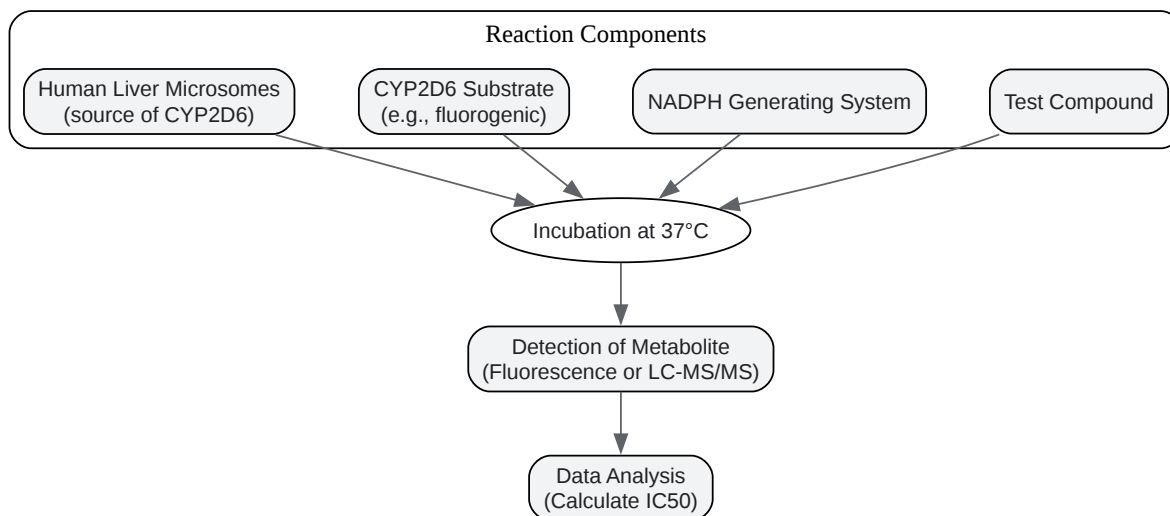 Reaction Components
Human Liver Microsomes
(source of CYP2D6)
CYP2D6 Substrate
(e.g., fluorogenic)
NADPH Generating System
Test Compound
Incubation at 37°C
Detection of Metabolite
(Fluorescence or LC-MS/MS)
Data Analysis
(Calculate IC50)